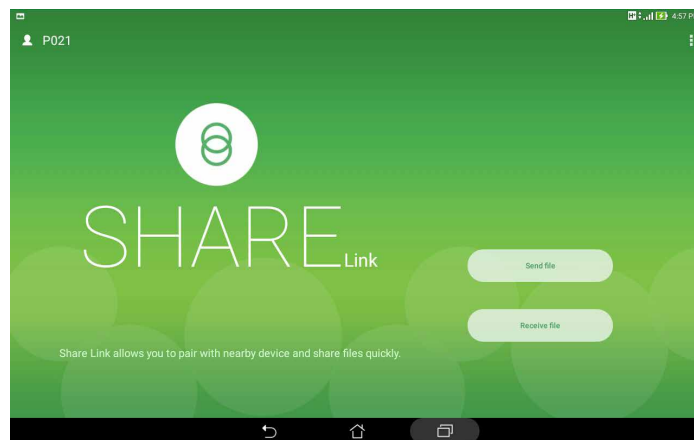 H+ 4:57 P
P021
SHARE Link
Send file
Receive file
Share Link allows you to pair with nearby device and share files quickly.